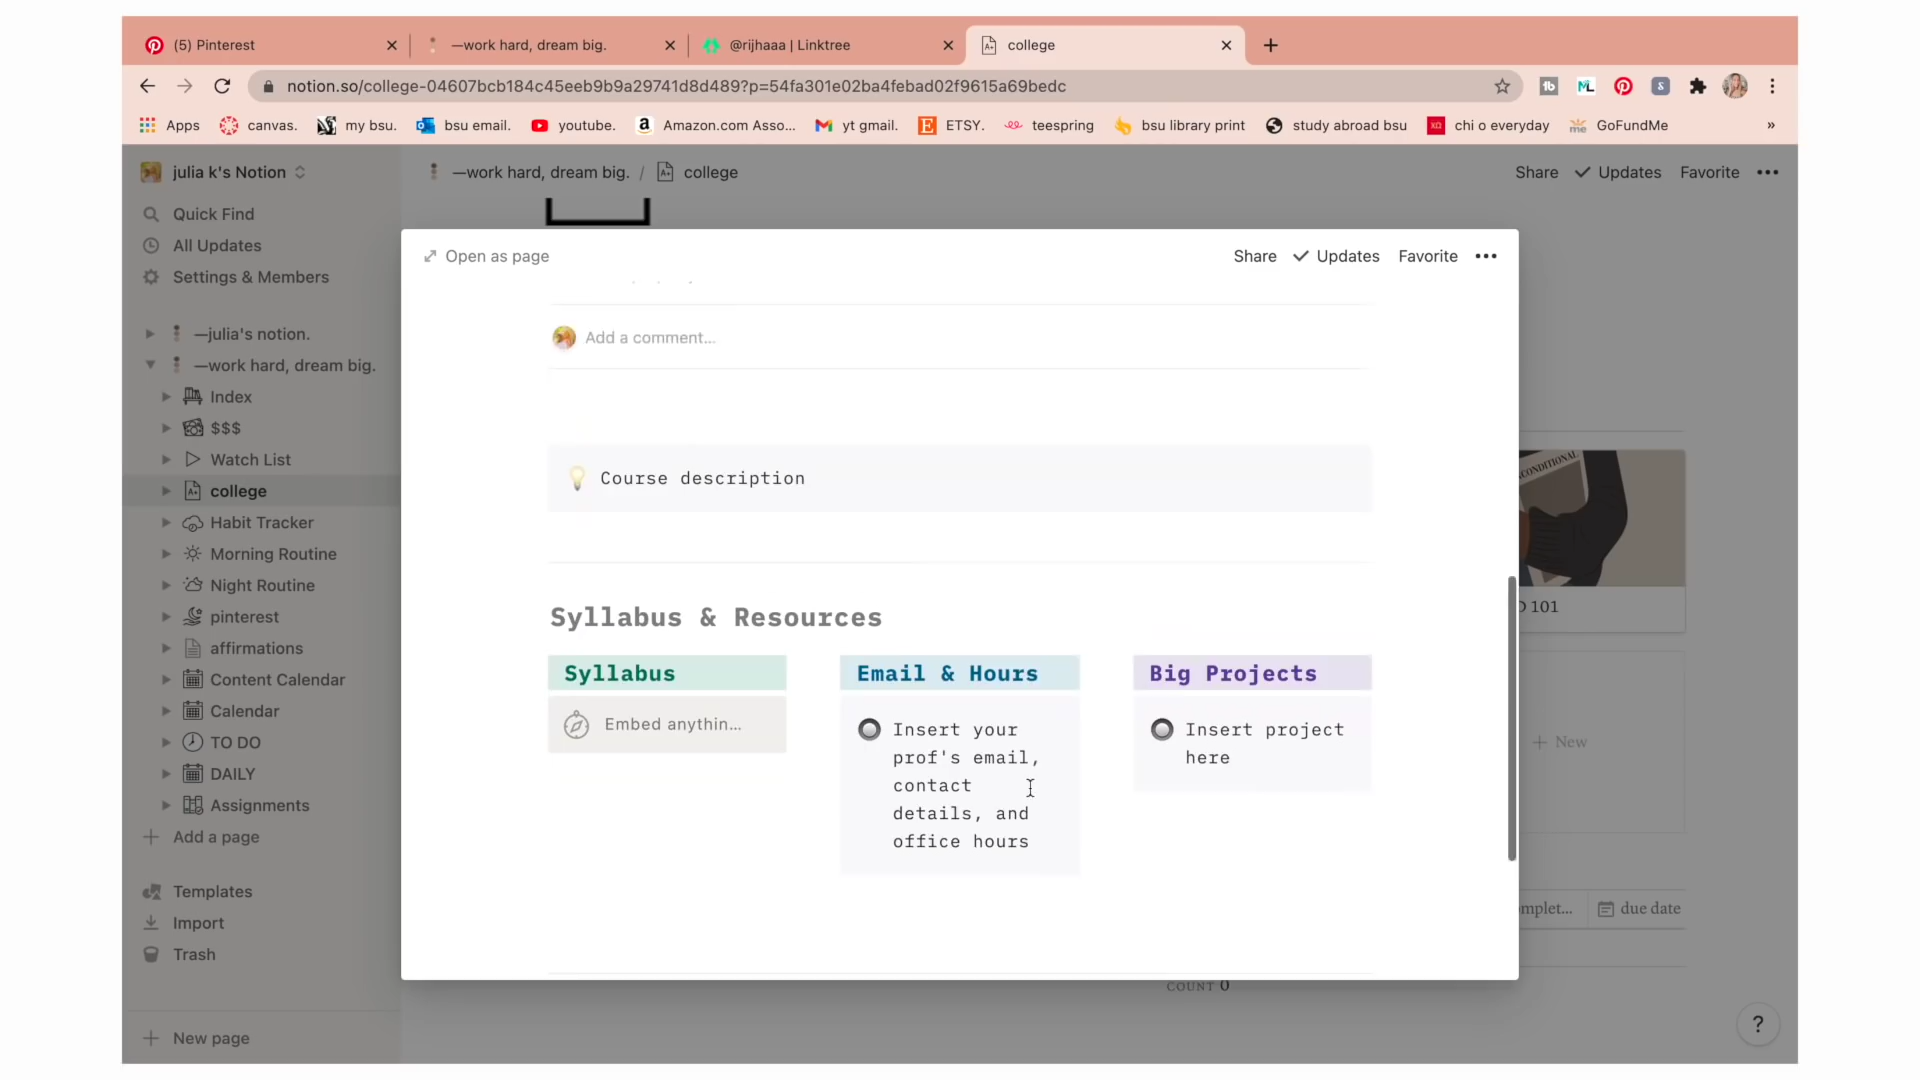 (5) Pinterest
—work hard, dream big.
@rijhaaa | Linktree
college
notion.so/college-04607bcb184c45eeb9b9a29741d8d489?p=54fa301e02ba4febad02f9615a69bedc
Apps
canvas.
my bsu.
bsu email.
youtube.
Amazon.com Asso...
yt gmail.
ETSY.
teespring
bsu library print
study abroad bsu
chi o everyday
GoFundMe
»
julia k's Notion
—work hard, dream big. / college
Share
Updates
Favorite
Quick Find
All Updates
Settings & Members
—julia's notion.
—work hard, dream big.
Index
$$$
Watch List
college
Habit Tracker
Morning Routine
Night Routine
pinterest
affirmations
Content Calendar
Calendar
TO DO
DAILY
Assignments
Add a page
Templates
Import
Trash
New page
Open as page
Share
Updates
Favorite
Add a comment...
Course description
Syllabus & Resources
Syllabus
Embed anythin...
Email & Hours
Insert your
prof's email,
contact
details, and
office hours
Big Projects
Insert project
here
101
New
omplet...
due date
COUNT 0
?